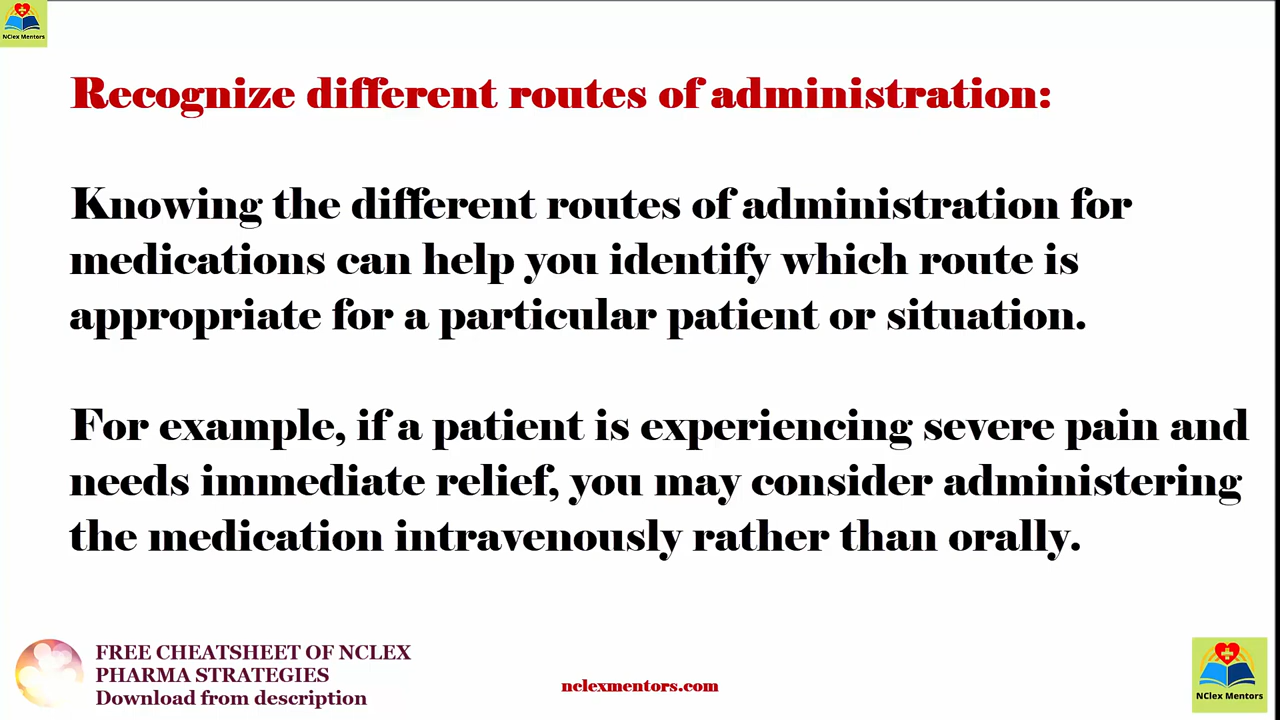 NClex Mentors
Recognize different routes of administration:
Knowing the different routes of administration for
medications can help you identify which route is
appropriate for a particular patient or situation.
For example, if a patient is experiencing severe pain and
needs immediate relief, you may consider administering
the medication intravenously rather than orally.
FREE CHEATSHEET OF NCLEX
PHARMA STRATEGIES
Download from description
nclexmentors.com
NClex Mentors